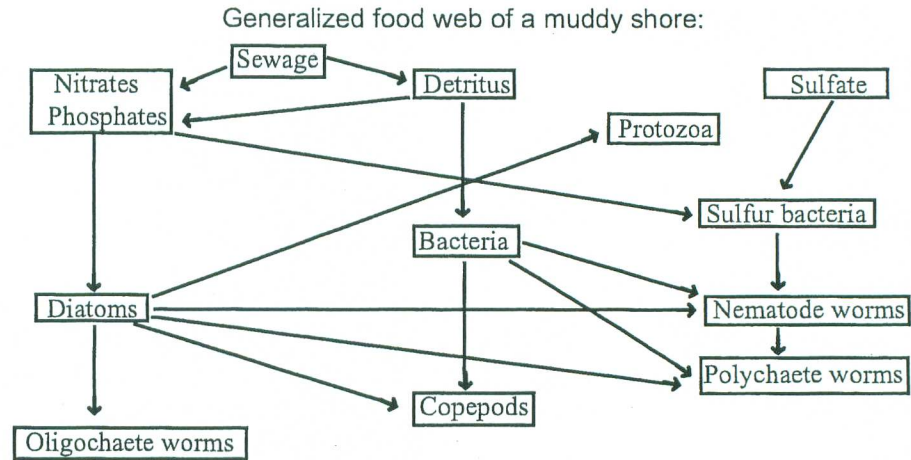 Generalized food web of a muddy shore:
Sewage
Nitrates
Phosphates
Detritus
Sulfate
Protozoa
Sulfur bacteria
Bacteria
Diatoms
Nematode worms
Polychaete worms
Copepods
Oligochaete worms